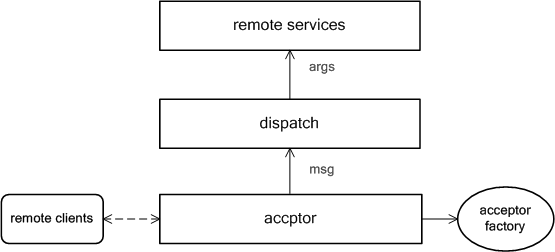 remote services
args
dispatch
msg
remote clients
accptor
acceptor
factory